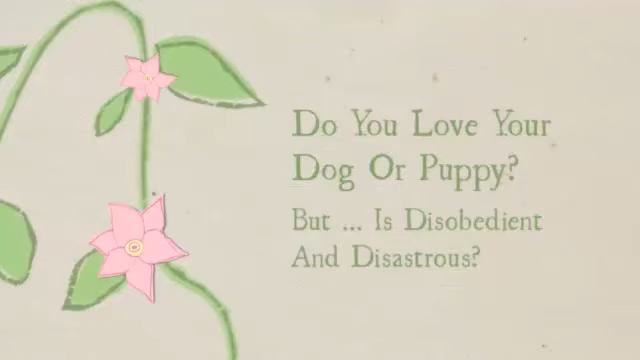 Do You Love Your
Dog Or Puppy?
But ... Is Disobedient
And Disastrous?